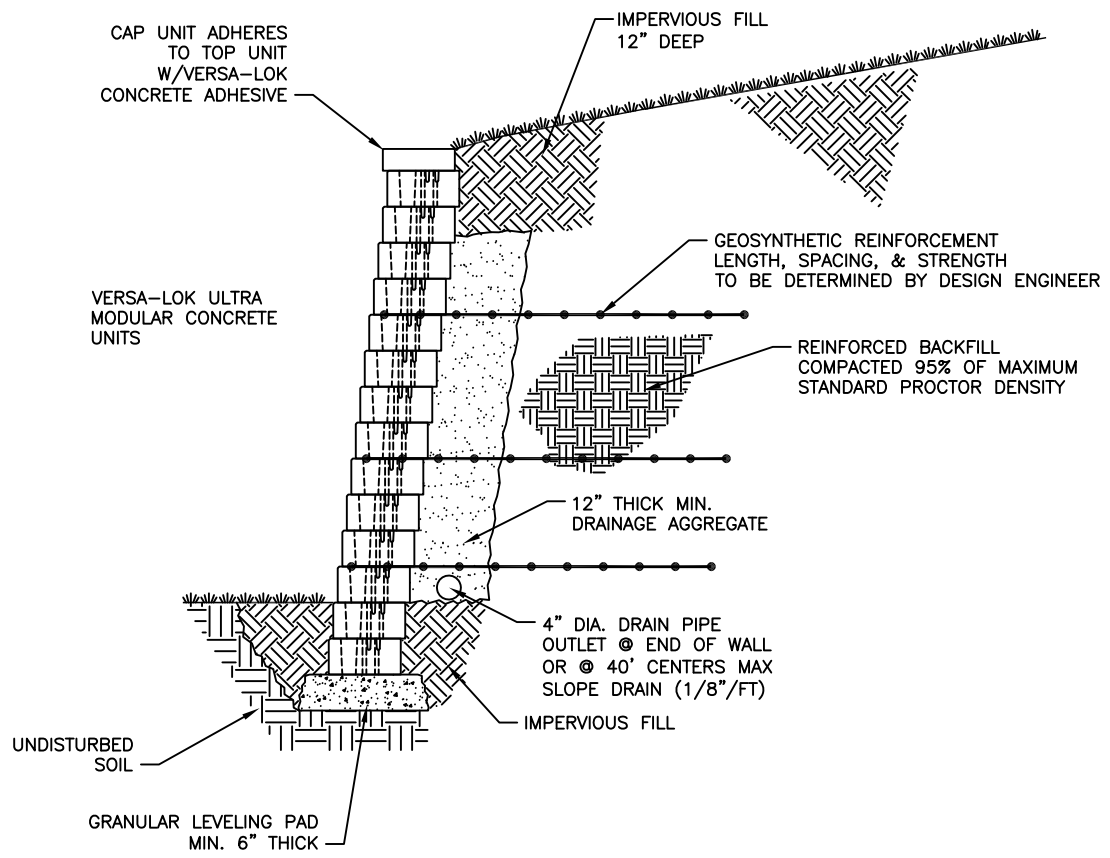 CAP UNIT ADHERES
TO TOP UNIT
W/VERSA-LOK
CONCRETE ADHESIVE
IMPERVIOUS FILL
12” DEEP
GEOSYNTHETIC REINFORCEMENT
LENGTH, SPACING, & STRENGTH
TO BE DETERMINED BY DESIGN ENGINEER
VERSA-LOK ULTRA
MODULAR CONCRETE
UNITS
REINFORCED BACKFILL
COMPACTED 95% OF MAXIMUM
STANDARD PROCTOR DENSITY
12” THICK MIN.
DRAINAGE AGGREGATE
4” DIA. DRAIN PIPE
OUTLET @ END OF WALL
OR @ 40’ CENTERS MAX
SLOPE DRAIN (1/8”/FT)
IMPERVIOUS FILL
UNDISTURBED
SOIL
GRANULAR LEVELING PAD
MIN. 6” THICK